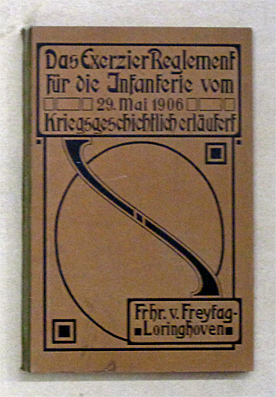 Das Exerzier Reglement
für die Infanterie vom
29. Mai 1906
Kriegsgeschichtlich erläutert
Frhr. v. Freytag-
Loringhoven